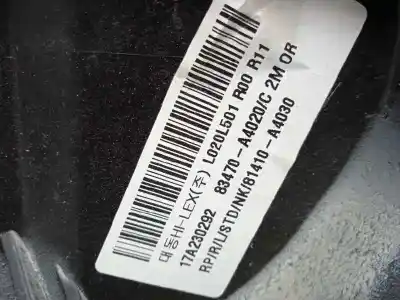 대동HI-LEX(주) L020L501 R00 R11
17A230292 83470-A4020/C 2M OR
RP/R/L/STD/NK/81410-A4030